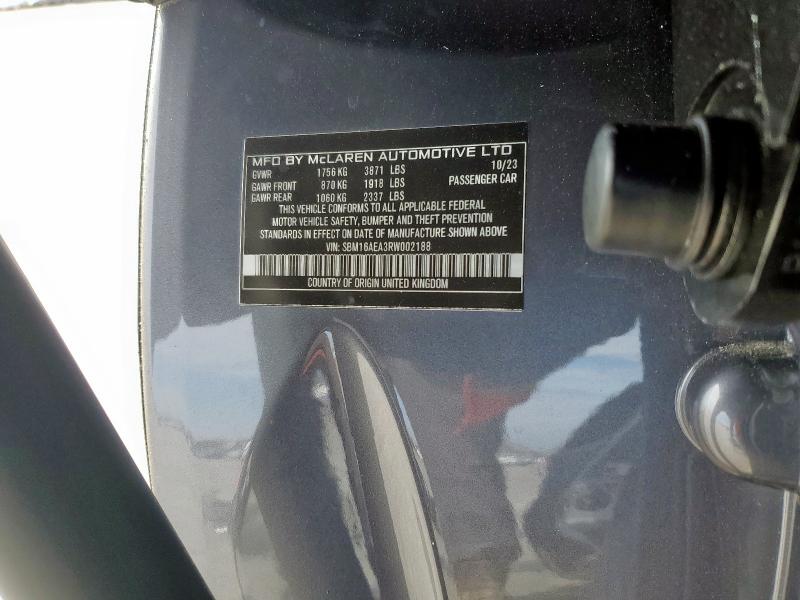 MFD BY McLAREN AUTOMOTIVE LTD
GVWR 1756 KG 3871 LBS 10/23
GAWR FRONT 870 KG 1918 LBS PASSENGER CAR
GAWR REAR 1060 KG 2337 LBS
THIS VEHICLE CONFORMS TO ALL APPLICABLE FEDERAL
MOTOR VEHICLE SAFETY, BUMPER AND THEFT PREVENTION
STANDARDS IN EFFECT ON DATE OF MANUFACTURE SHOWN ABOVE
VIN: SBM16AEA3RW002188
COUNTRY OF ORIGIN UNITED KINGDOM